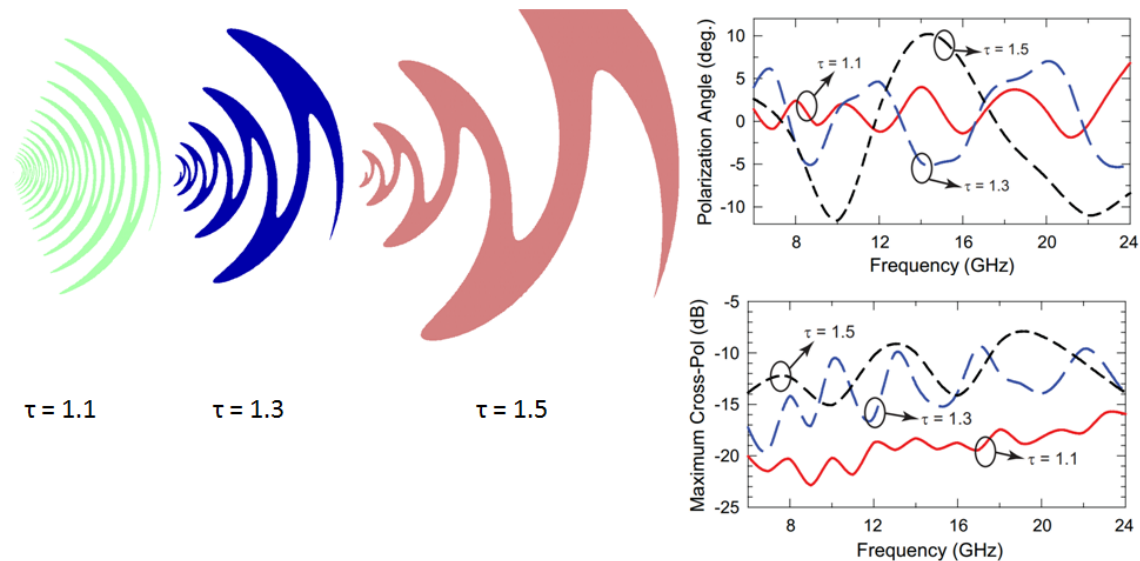 τ = 1.1
τ = 1.3
τ = 1.5
Polarization Angle (deg.)
10
5
0
-5
-10
τ = 1.1
τ = 1.5
τ = 1.3
8
12
16
20
24
Frequency (GHz)
Maximum Cross-Pol (dB)
-5
-10
-15
-20
-25
τ = 1.5
τ = 1.3
τ = 1.1
8
12
16
20
24
Frequency (GHz)